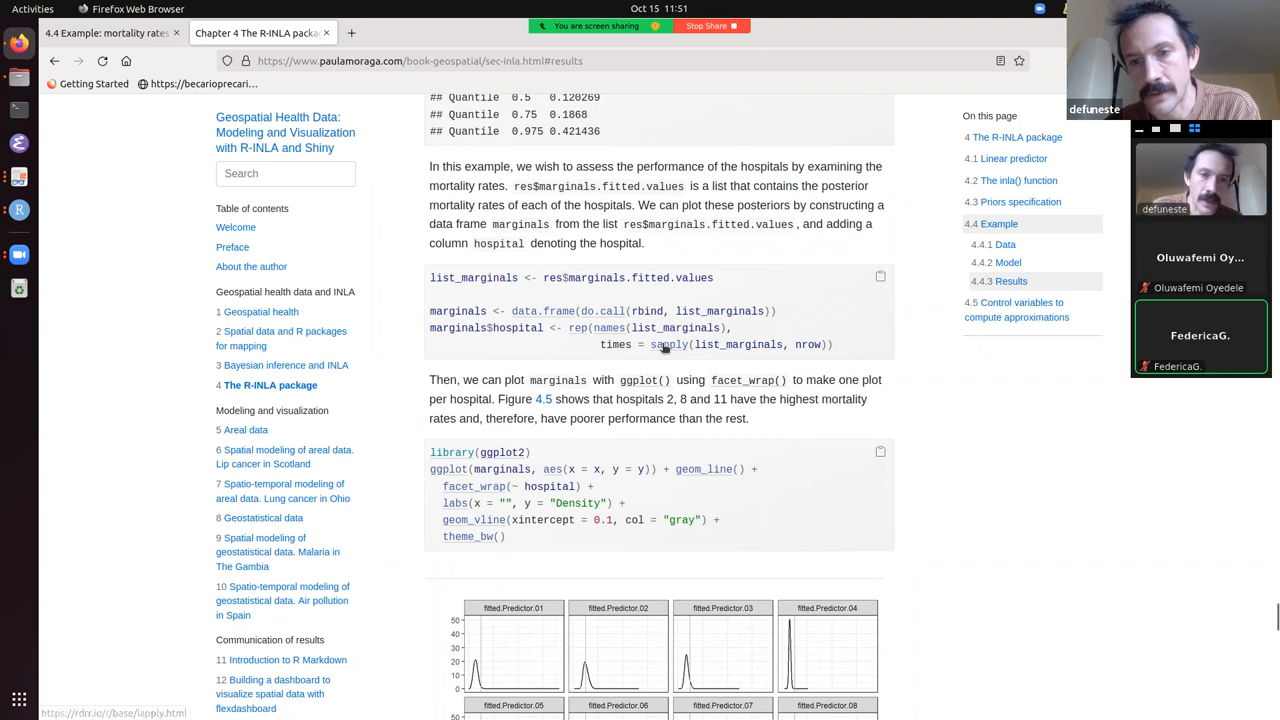 Activities
Firefox Web Browser
Oct 15 11:51
You are screen sharing
Stop Share
4.4 Example: mortality rates
Chapter 4 The R-INLA packa
https://www.paulamoraga.com/book-geospatial/sec-inla.html#results
Getting Started
https://becarioprecari...
defuneste
defuneste
Oluwafemi Oy...
Oluwafemi Oyedele
FedericaG.
FedericaG.
Geospatial Health Data:
Modeling and Visualization
with R-INLA and Shiny
Search
Table of contents
Welcome
Preface
About the author
Geospatial health data and INLA
1 Geospatial health
2 Spatial data and R packages
for mapping
3 Bayesian inference and INLA
4 The R-INLA package
Modeling and visualization
5 Areal data
6 Spatial modeling of areal data.
Lip cancer in Scotland
7 Spatio-temporal modeling of
areal data. Lung cancer in Ohio
8 Geostatistical data
9 Spatial modeling of
geostatistical data. Malaria in
The Gambia
10 Spatio-temporal modeling of
geostatistical data. Air pollution
in Spain
Communication of results
11 Introduction to R Markdown
12 Building a dashboard to
visualize spatial data with
flexdashboard
## Quantile  0.5   0.120269
## Quantile  0.75  0.1868
## Quantile  0.975 0.421436
In this example, we wish to assess the performance of the hospitals by examining the
mortality rates. res$marginals.fitted.values is a list that contains the posterior
mortality rates of each of the hospitals. We can plot these posteriors by constructing a
data frame marginals from the list res$marginals.fitted.values, and adding a
column hospital denoting the hospital.
list_marginals <- res$marginals.fitted.values
marginals <- data.frame(do.call(rbind, list_marginals))
marginals$hospital <- rep(names(list_marginals),
times = sapply(list_marginals, nrow))
Then, we can plot marginals with ggplot() using facet_wrap() to make one plot
per hospital. Figure 4.5 shows that hospitals 2, 8 and 11 have the highest mortality
rates and, therefore, have poorer performance than the rest.
library(ggplot2)
ggplot(marginals, aes(x = x, y = y)) + geom_line() +
facet_wrap(~ hospital) +
labs(x = "", y = "Density") +
geom_vline(xintercept = 0.1, col = "gray") +
theme_bw()
fitted.Predictor.01
fitted.Predictor.02
fitted.Predictor.03
fitted.Predictor.04
50
40
30
20
10
0
fitted.Predictor.05
fitted.Predictor.06
fitted.Predictor.07
fitted.Predictor.08
50
On this page
4 The R-INLA package
4.1 Linear predictor
4.2 The inla() function
4.3 Priors specification
4.4 Example
4.4.1 Data
4.4.2 Model
4.4.3 Results
4.5 Control variables to
compute approximations
https://rdrr.io/r/base/lapply.html